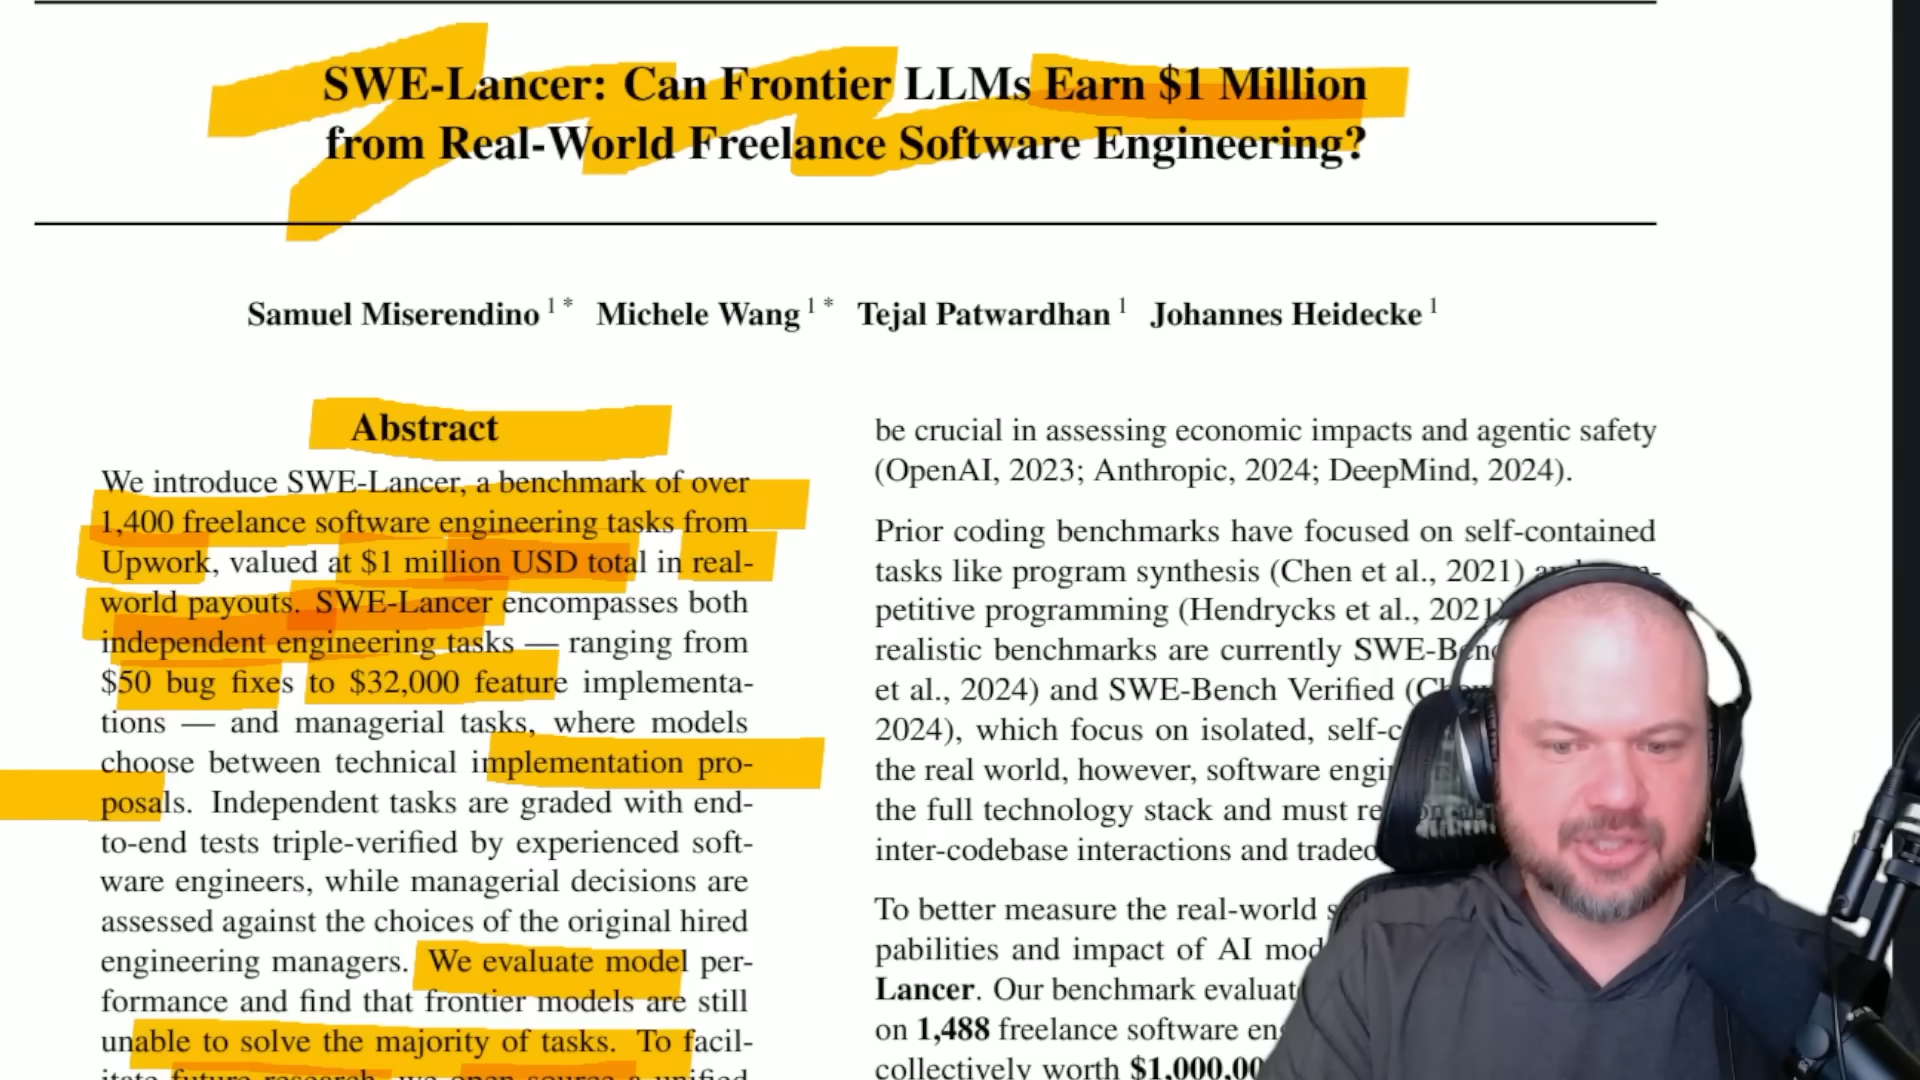 SWE-Lancer: Can Frontier LLMs Earn $1 Million
from Real-World Freelance Software Engineering?
Samuel Miserendino 1 * Michele Wang 1 * Tejal Patwardhan 1 Johannes Heidecke 1
Abstract
We introduce SWE-Lancer, a benchmark of over
1,400 freelance software engineering tasks from
Upwork, valued at $1 million USD total in real-
world payouts. SWE-Lancer encompasses both
independent engineering tasks — ranging from
$50 bug fixes to $32,000 feature implementa-
tions — and managerial tasks, where models
choose between technical implementation pro-
posals. Independent tasks are graded with end-
to-end tests triple-verified by experienced soft-
ware engineers, while managerial decisions are
assessed against the choices of the original hired
engineering managers. We evaluate model per-
formance and find that frontier models are still
unable to solve the majority of tasks. To facil-
itate future research, we open-source a unified
be crucial in assessing economic impacts and agentic safety
(OpenAI, 2023; Anthropic, 2024; DeepMind, 2024).
Prior coding benchmarks have focused on self-contained
tasks like program synthesis (Chen et al., 2021)
petitive programming (Hendrycks et al., 2021)
realistic benchmarks are currently
et al., 2024) and SWE-Bench Verified
2024), which focus on isolated,
the real world, however, software
the full technology stack and must
inter-codebase interactions and
To better measure the real-world
pabilities and impact of AI
Lancer. Our benchmark
on 1,488 freelance software
collectively worth